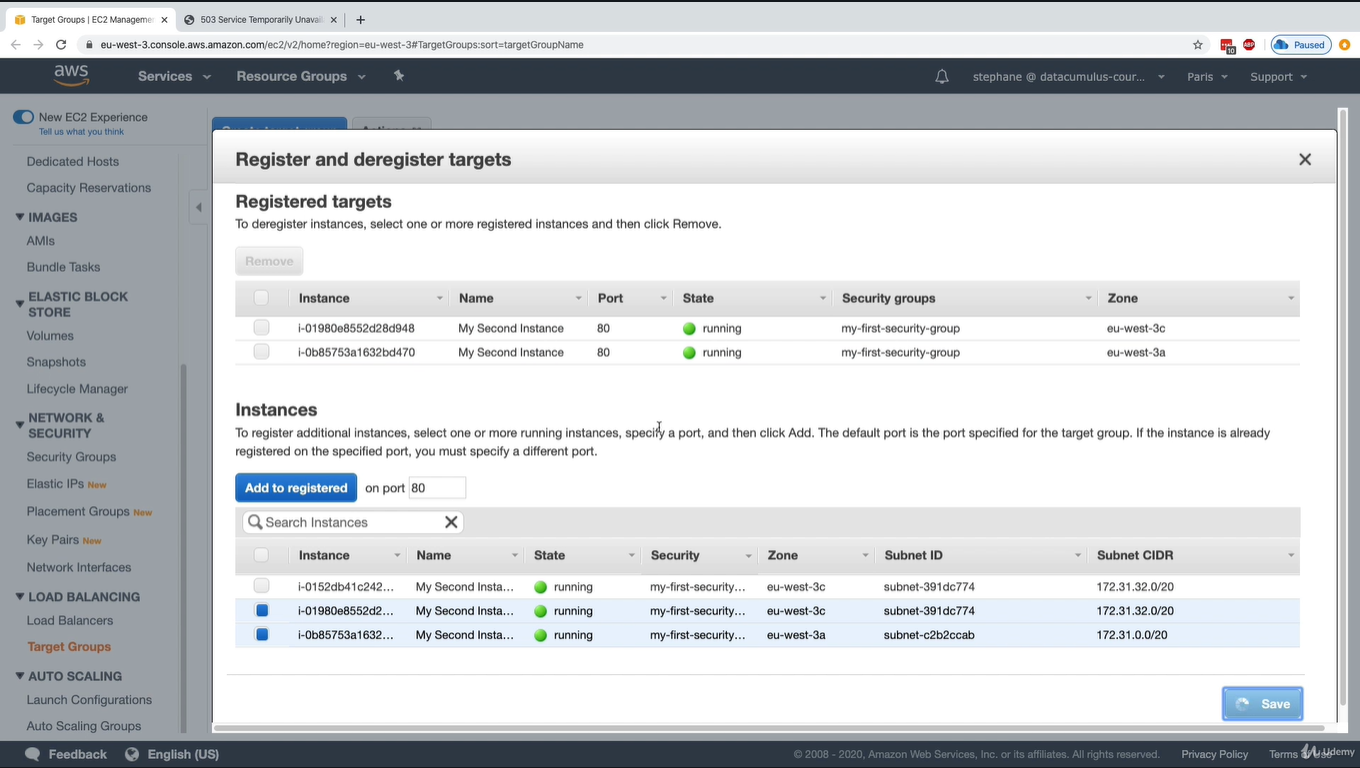 Target Groups | EC2 Manageme
503 Service Temporarily Unavail
eu-west-3.console.aws.amazon.com/ec2/v2/home?region=eu-west-3#TargetGroups:sort=targetGroupName
10
ABP
Paused
aws
Services
Resource Groups
stephane @ datacumulus-cour...
Paris
Support
New EC2 Experience
Tell us what you think
Dedicated Hosts
Capacity Reservations
IMAGES
AMIs
Bundle Tasks
ELASTIC BLOCK
STORE
Volumes
Snapshots
Lifecycle Manager
NETWORK &
SECURITY
Security Groups
Elastic IPs New
Placement Groups New
Key Pairs New
Network Interfaces
LOAD BALANCING
Load Balancers
Target Groups
AUTO SCALING
Launch Configurations
Auto Scaling Groups
Register and deregister targets
Registered targets
To deregister instances, select one or more registered instances and then click Remove.
Remove
Instance Name Port State Security groups Zone
i-01980e8552d28d948 My Second Instance 80 running my-first-security-group eu-west-3c
i-0b85753a1632bd470 My Second Instance 80 running my-first-security-group eu-west-3a
Instances
To register additional instances, select one or more running instances, specify a port, and then click Add. The default port is the port specified for the target group. If the instance is already
registered on the specified port, you must specify a different port.
Add to registered on port 80
Search Instances
Instance Name State Security Zone Subnet ID Subnet CIDR
i-0152db41c242... My Second Insta... running my-first-security... eu-west-3c subnet-391dc774 172.31.32.0/20
i-01980e8552d2... My Second Insta... running my-first-security... eu-west-3c subnet-391dc774 172.31.32.0/20
i-0b85753a1632... My Second Insta... running my-first-security... eu-west-3a subnet-c2b2ccab 172.31.0.0/20
Save
Feedback
English (US)
© 2008 - 2020, Amazon Web Services, Inc. or its affiliates. All rights reserved.
Privacy Policy
Terms
Udemy